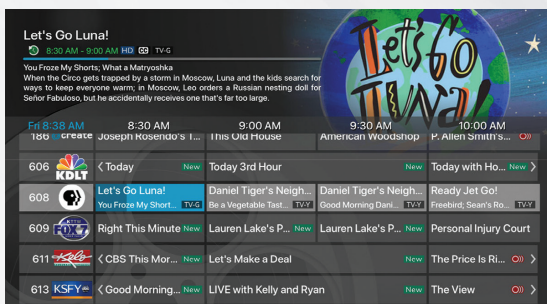 Let's Go Luna!
8:30 AM - 9:00 AM HD CC TV-G
You Froze My Shorts; What a Matryoshka
When the Circo gets trapped by a storm in Moscow, Luna and the kids search for
ways to keep everyone warm; in Moscow, Leo orders a Russian nesting doll for
Señor Fabuloso, but he accidentally receives one that's far too large.
Let's Go Luna!
Fri 8:38 AM 8:30 AM 9:00 AM 9:30 AM 10:00 AM
186 create Joseph Rosendo's T... This Old House American Woodshop P. Allen Smith's...
606 KDLT Today New Today 3rd Hour New Today with Ho... New
608 Let's Go Luna! Daniel Tiger's Neigh... Daniel Tiger's Neigh... Ready Jet Go!
You Froze My Short... TV-G Be a Vegetable Tast... TV-Y Good Morning Dani... TV-Y Freebird; Sean's Ro... TV-Y
609 KTTW FOX 7 Right This Minute New Lauren Lake's P... New Lauren Lake's P... New Personal Injury Court
611 Kelo CBS This Mor... New Let's Make a Deal New The Price Is Ri...
613 KSFY Good Morning... New LIVE with Kelly and Ryan New The View